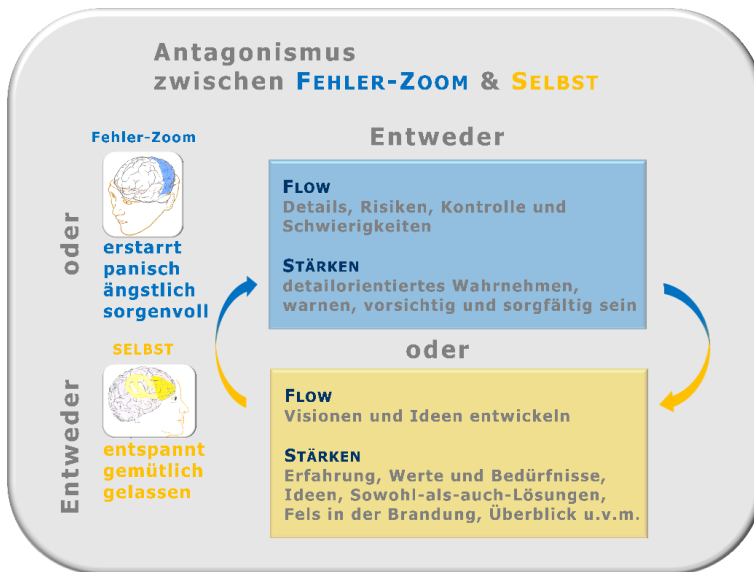 Antagonismus
zwischen FEHLER-ZOOM & SELBST
Entweder
Fehler-Zoom
oder
erstarrt
panisch
ängstlich
sorgenvoll
FLOW
Details, Risiken, Kontrolle und
Schwierigkeiten
STÄRKEN
detailorientiertes Wahrnehmen,
warnen, vorsichtig und sorgfältig sein
oder
SELBST
Entweder
entspannt
gemütlich
gelassen
FLOW
Visionen und Ideen entwickeln
STÄRKEN
Erfahrung, Werte und Bedürfnisse,
Ideen, Sowohl-als-auch-Lösungen,
Fels in der Brandung, Überblick u.v.m.